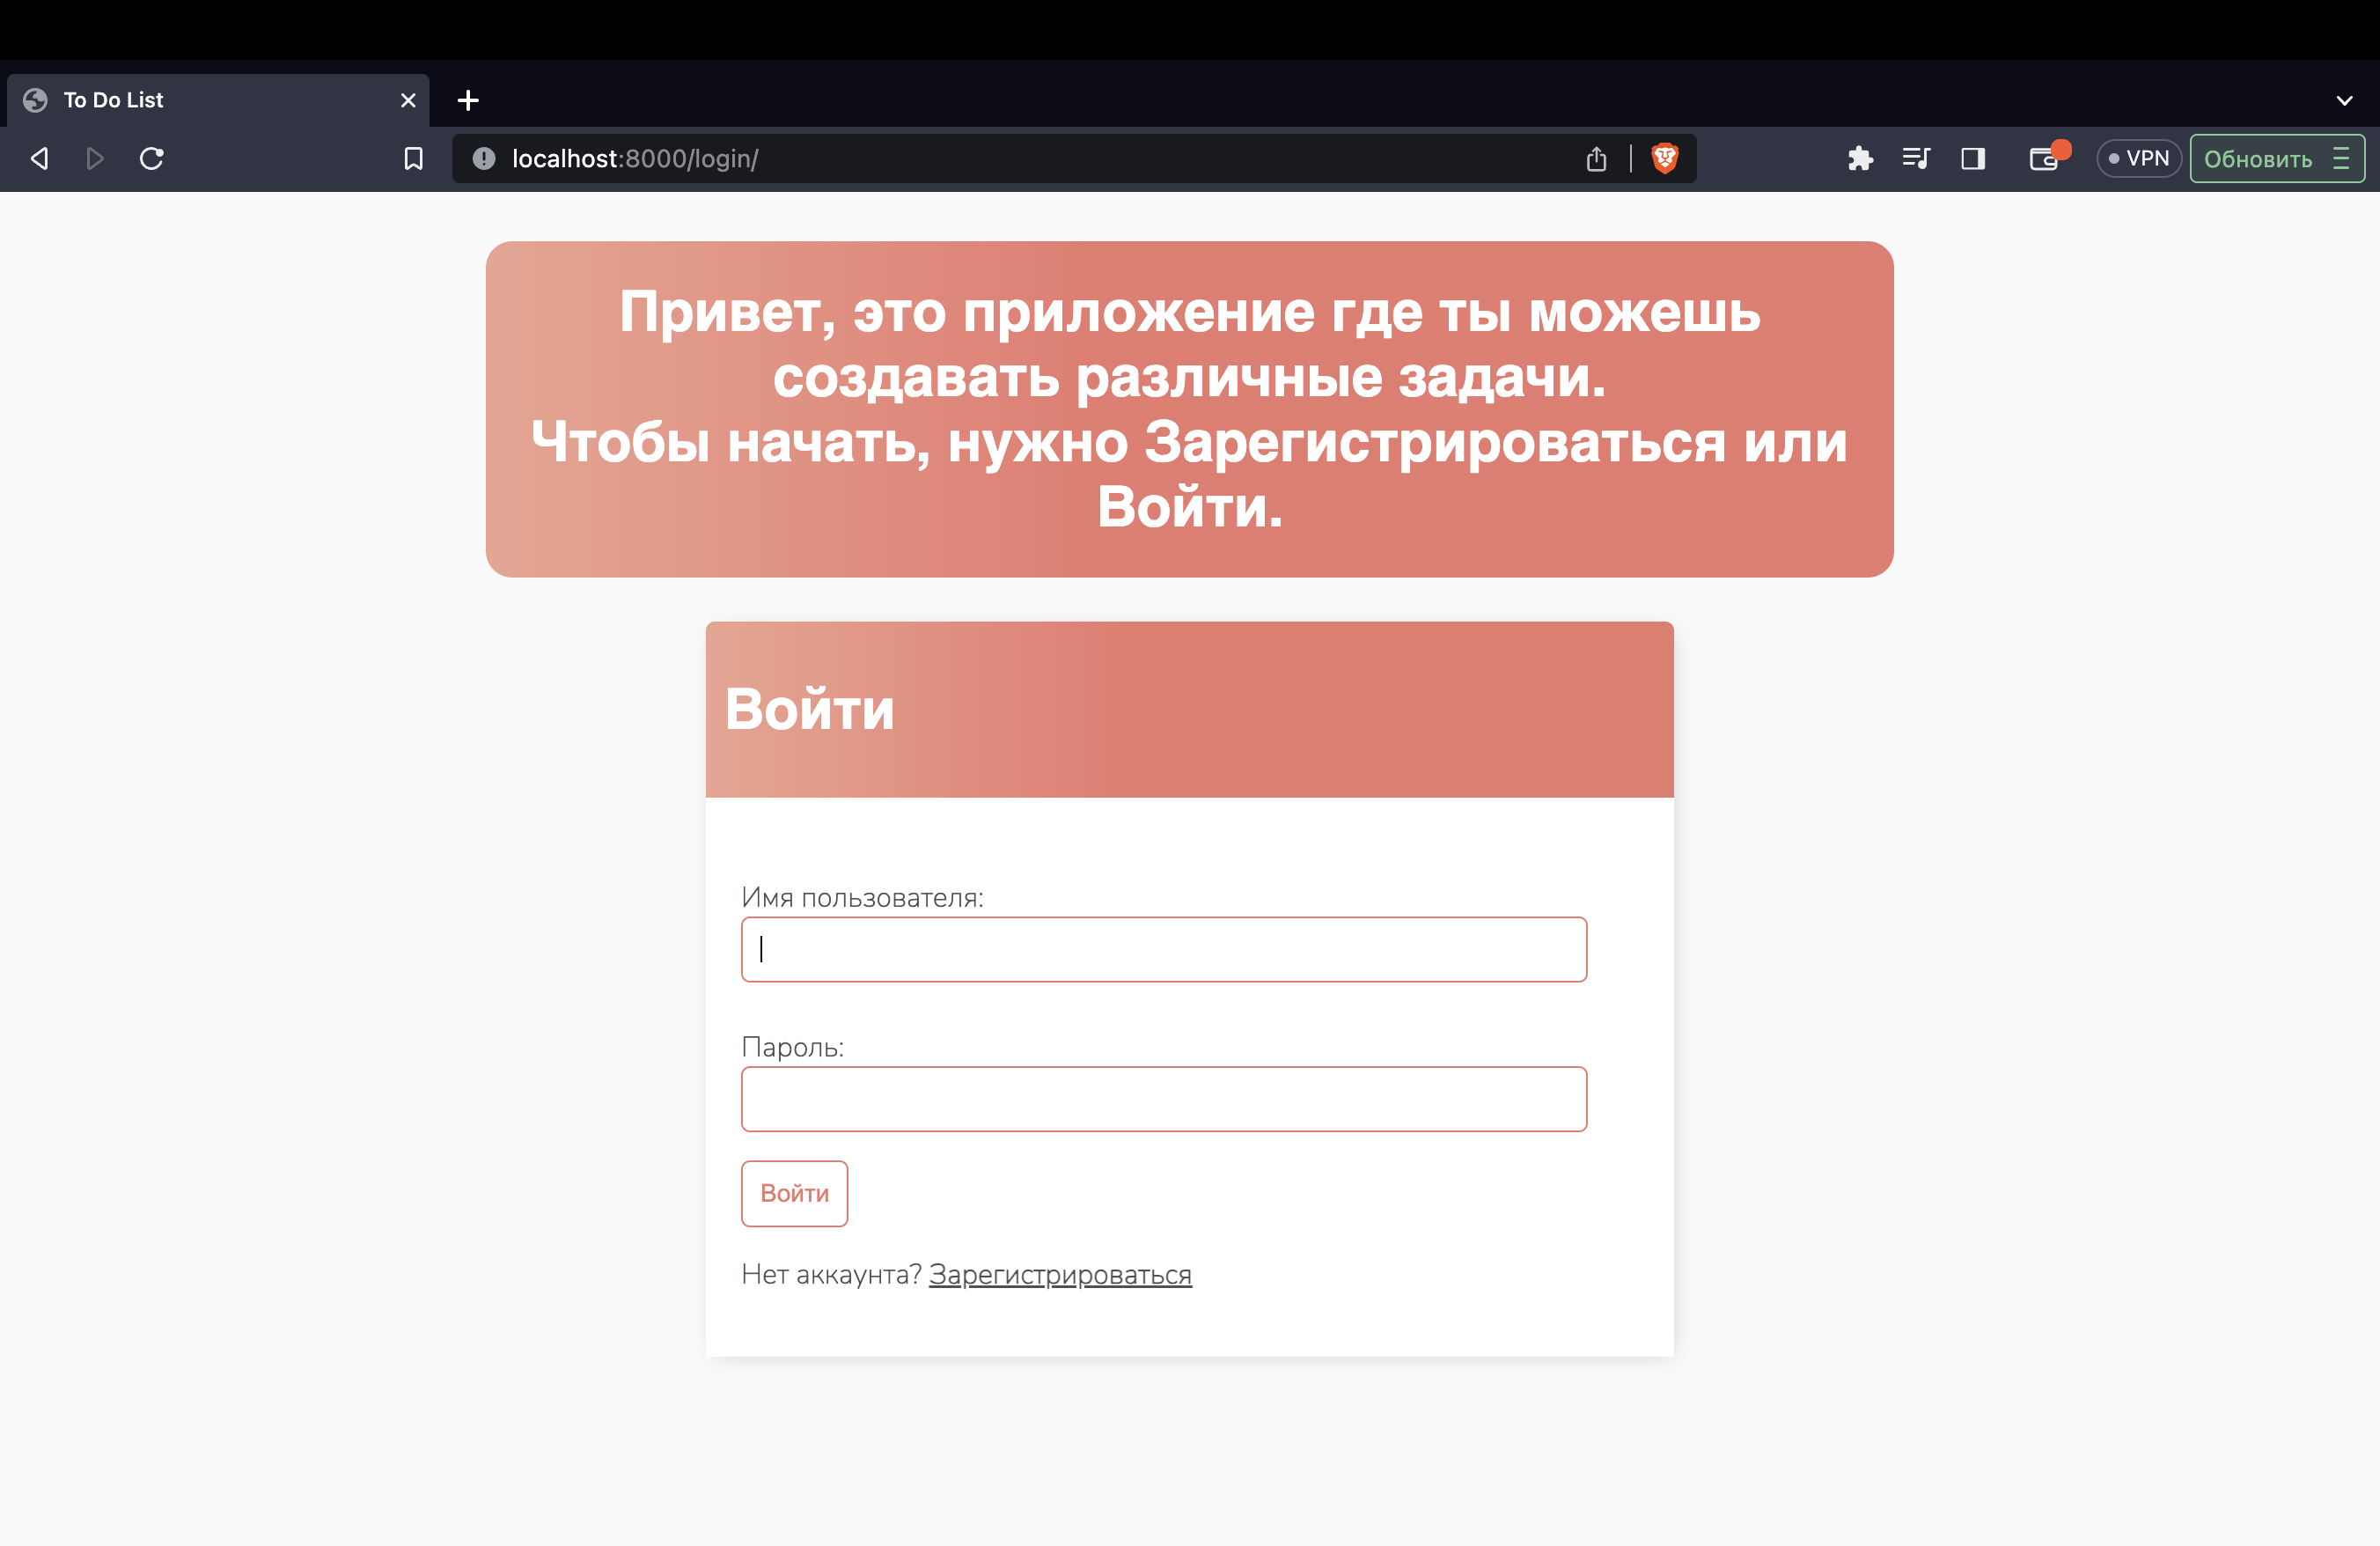 To Do List
localhost:8000/login/
VPN
Обновить
Привет, это приложение где ты можешь
создавать различные задачи.
Чтобы начать, нужно Зарегистрироваться или
Войти.
Войти
Имя пользователя:
Пароль:
Войти
Нет аккаунта? Зарегистрироваться